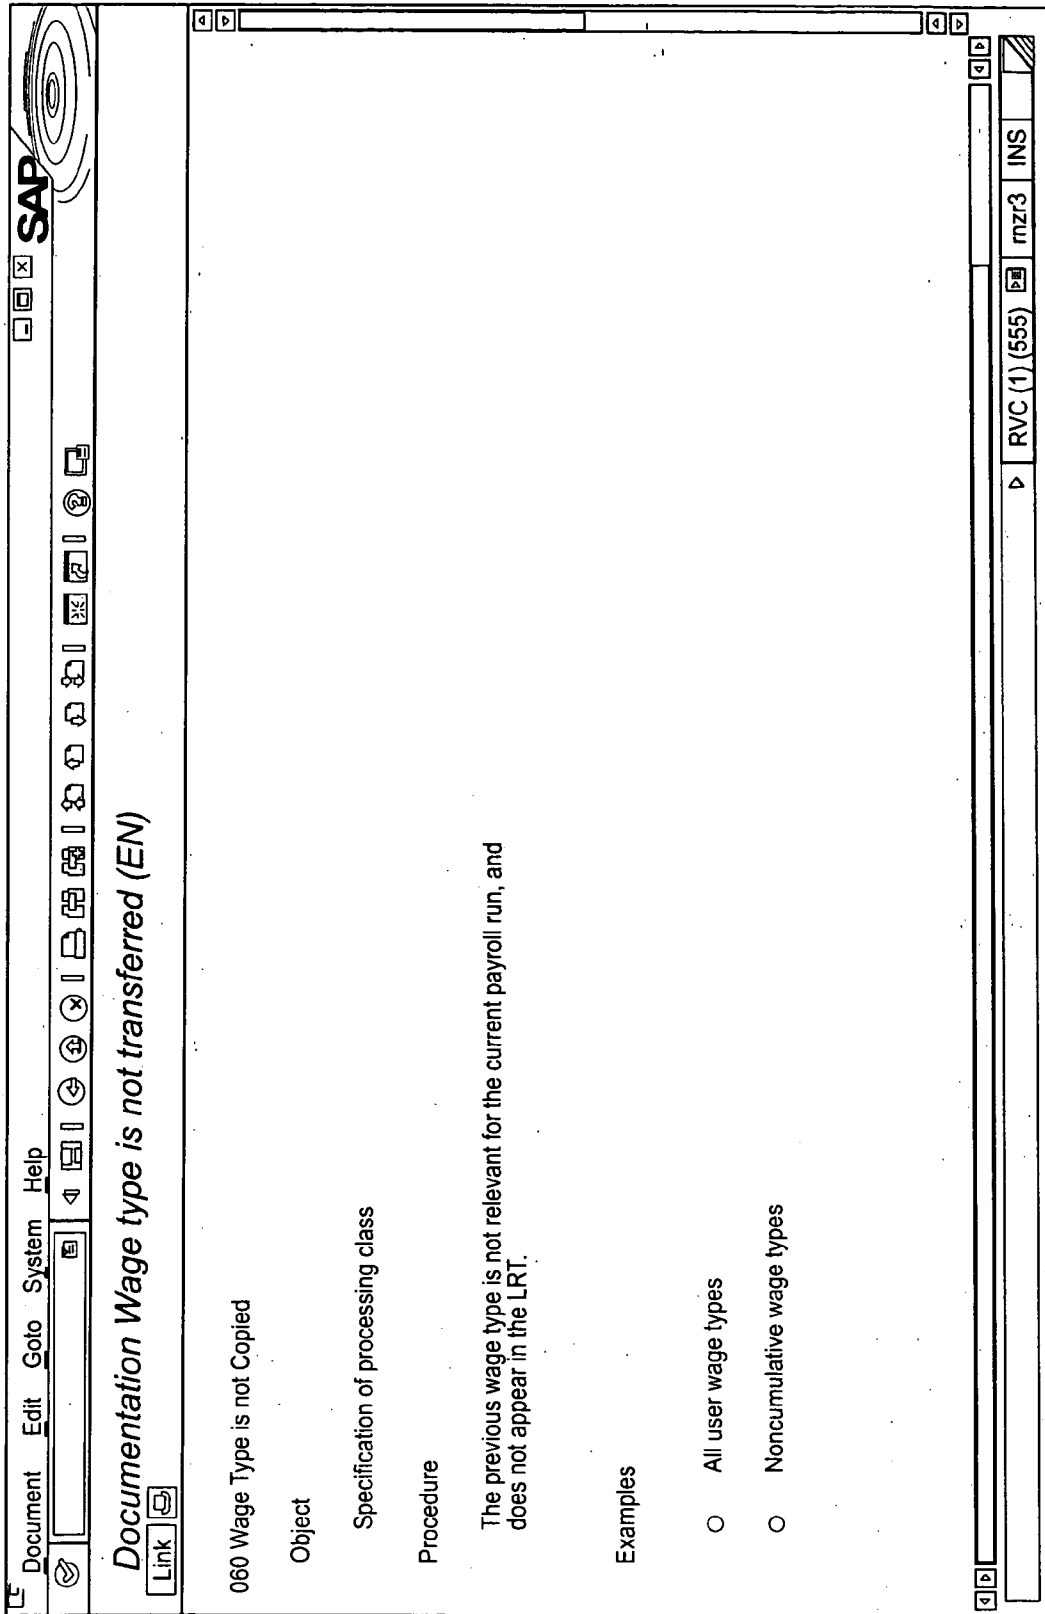 Document Edit Goto System Help
SAP
Documentation Wage type is not transferred (EN)
Link
060 Wage Type is not Copied
Object
Specification of processing class
Procedure
The previous wage type is not relevant for the current payroll run, and
does not appear in the LRT.
Examples
All user wage types
Noncumulative wage types
RVC (1) (555) rnzr3 INS